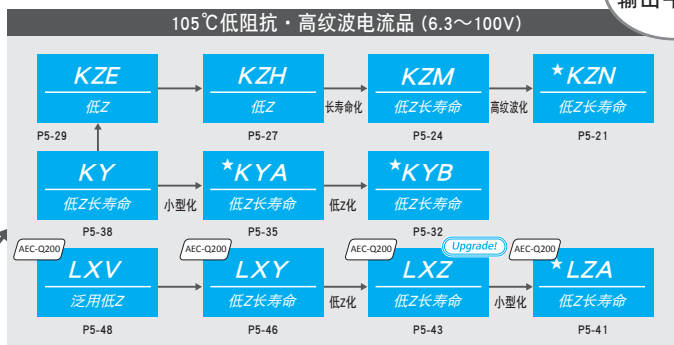 输出平
105℃低阻抗・高纹波电流品 (6.3～100V)
KZE
低Z
P5-29
KZH
低Z
P5-27
长寿命化
KZM
低Z长寿命
P5-24
高纹波化
★KZN
低Z长寿命
P5-21
KY
低Z长寿命
P5-38
小型化
★KYA
低Z长寿命
P5-35
低Z化
★KYB
低Z长寿命
P5-32
AEC-Q200
LXV
泛用低Z
P5-48
AEC-Q200
LXY
低Z长寿命
P5-46
低Z化
AEC-Q200
Upgrade!
LXZ
低Z长寿命
P5-43
小型化
AEC-Q200
★LZA
低Z长寿命
P5-41